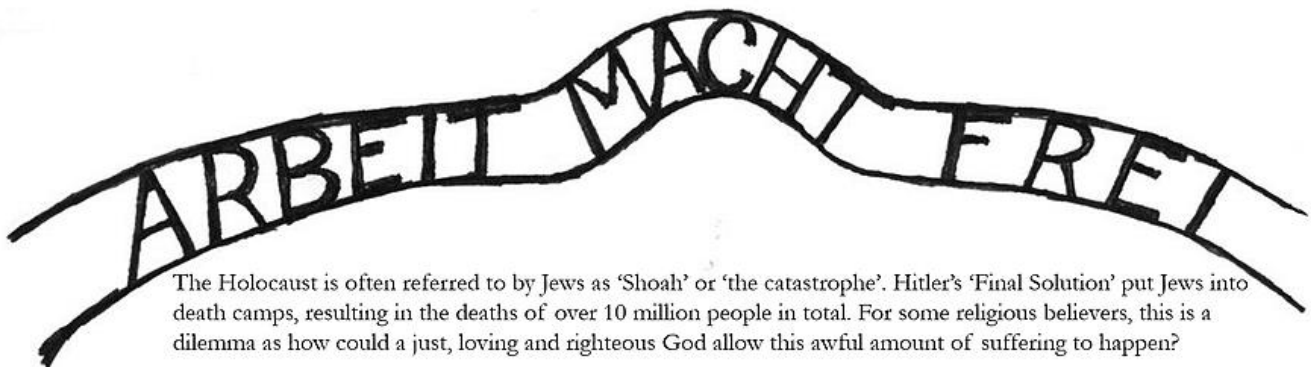 ARBEIT MACHT FREI
The Holocaust is often referred to by Jews as ‘Shoah’ or ‘the catastrophe’. Hitler’s ‘Final Solution’ put Jews into
death camps, resulting in the deaths of over 10 million people in total. For some religious believers, this is a
dilemma as how could a just, loving and righteous God allow this awful amount of suffering to happen?